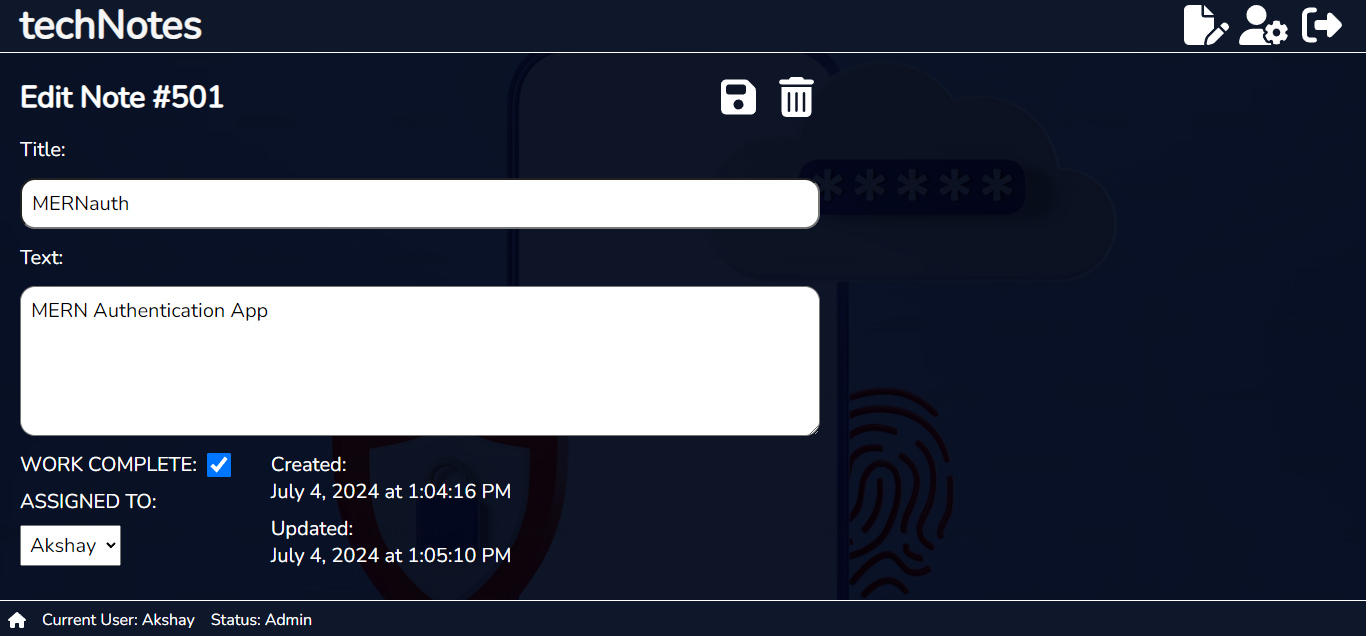 techNotes
Edit Note #501
Title:
MERNauth
*****
Text:
MERN Authentication App
WORK COMPLETE:
Created:
July 4, 2024 at 1:04:16 PM
ASSIGNED TO:
Updated:
Akshay
July 4, 2024 at 1:05:10 PM
Current User: Akshay Status: Admin